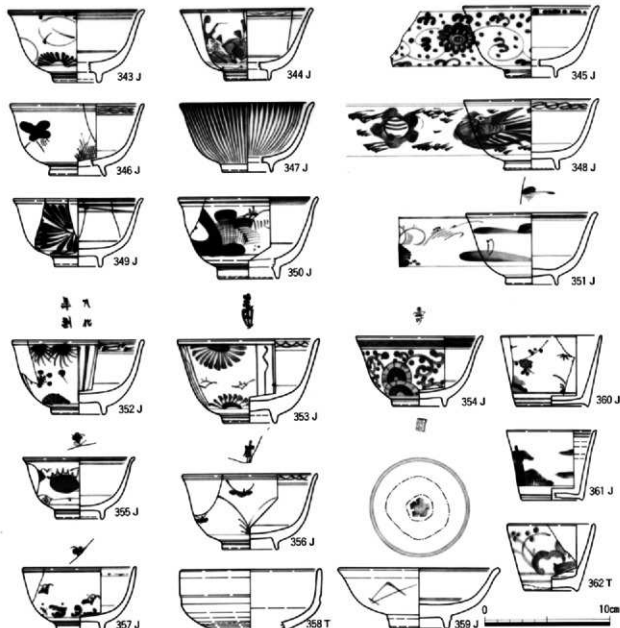 343 J
344 J
345 J
346 J
347 J
348 J
349 J
350 J
351 J
352 J
353 J
354 J
360 J
355 J
356 J
361 J
362 T
357 J
358 T
359 J
0 10cm